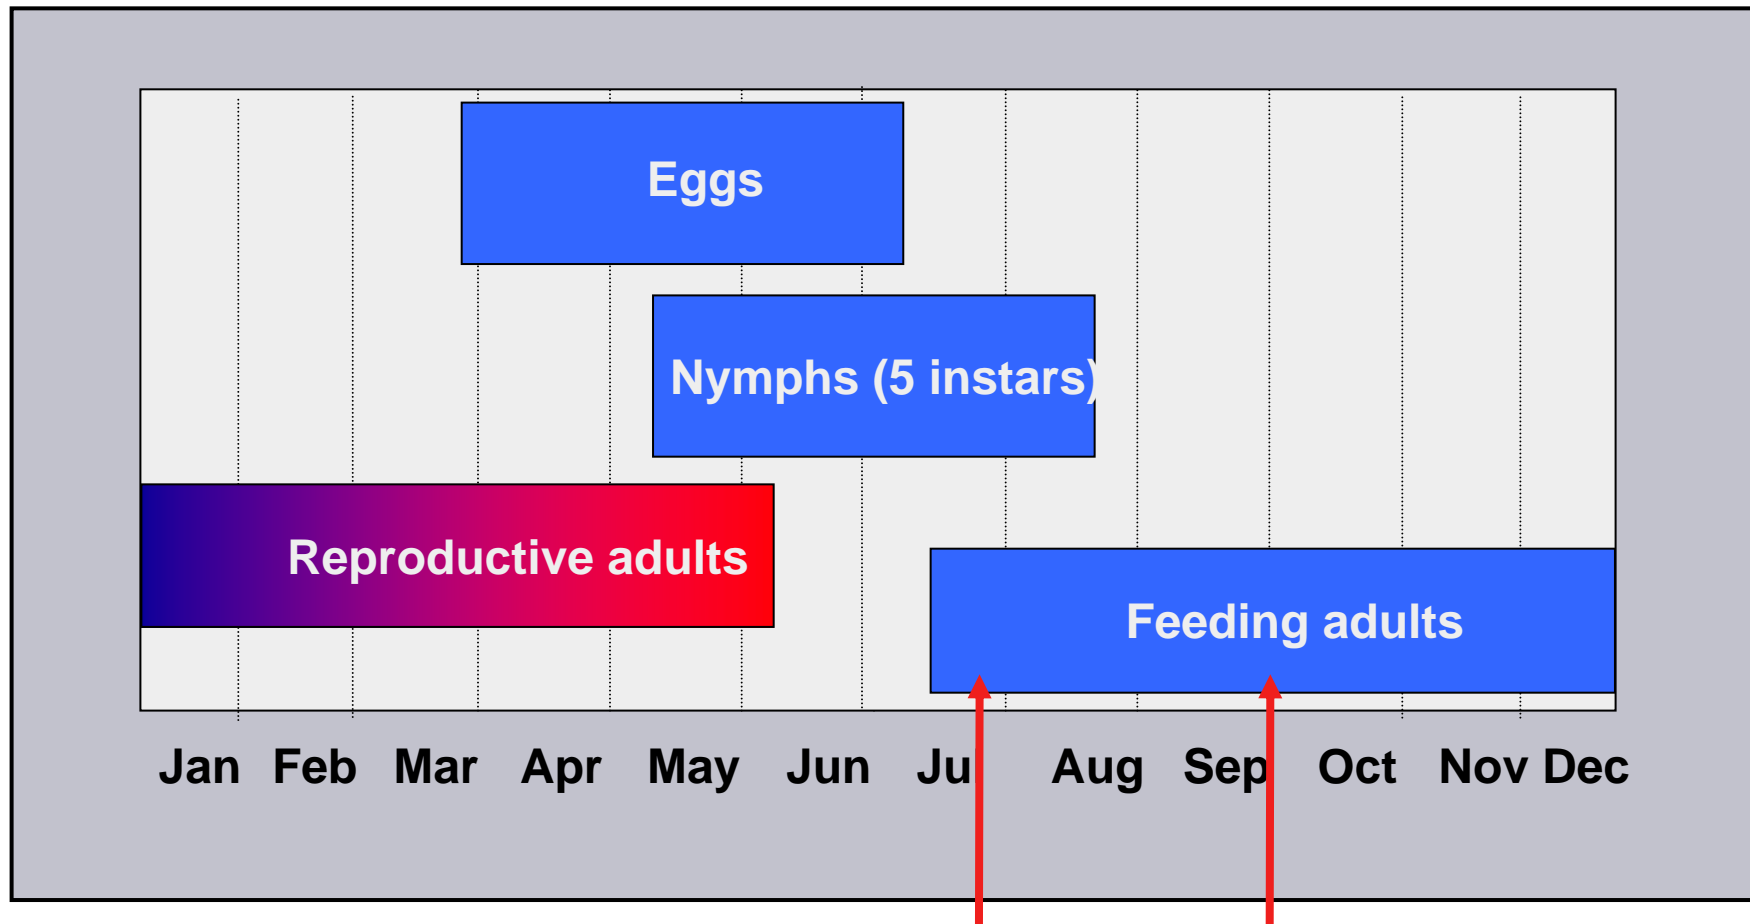 Eggs
Nymphs (5 instars)
Reproductive adults
Feeding adults
Jan Feb Mar Apr May Jun Jul Aug Sep Oct Nov Dec